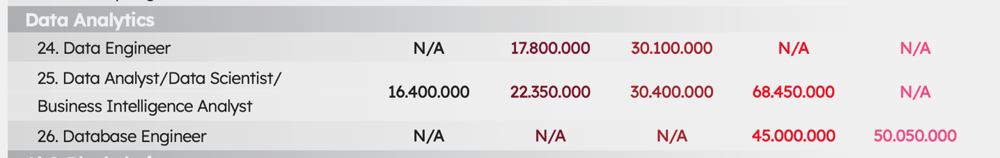 Data Analytics
24. Data Engineer N/A 17.800.000 30.100.000 N/A N/A
25. Data Analyst/Data Scientist/
Business Intelligence Analyst 16.400.000 22.350.000 30.400.000 68.450.000 N/A
26. Database Engineer N/A N/A N/A 45.000.000 50.050.000